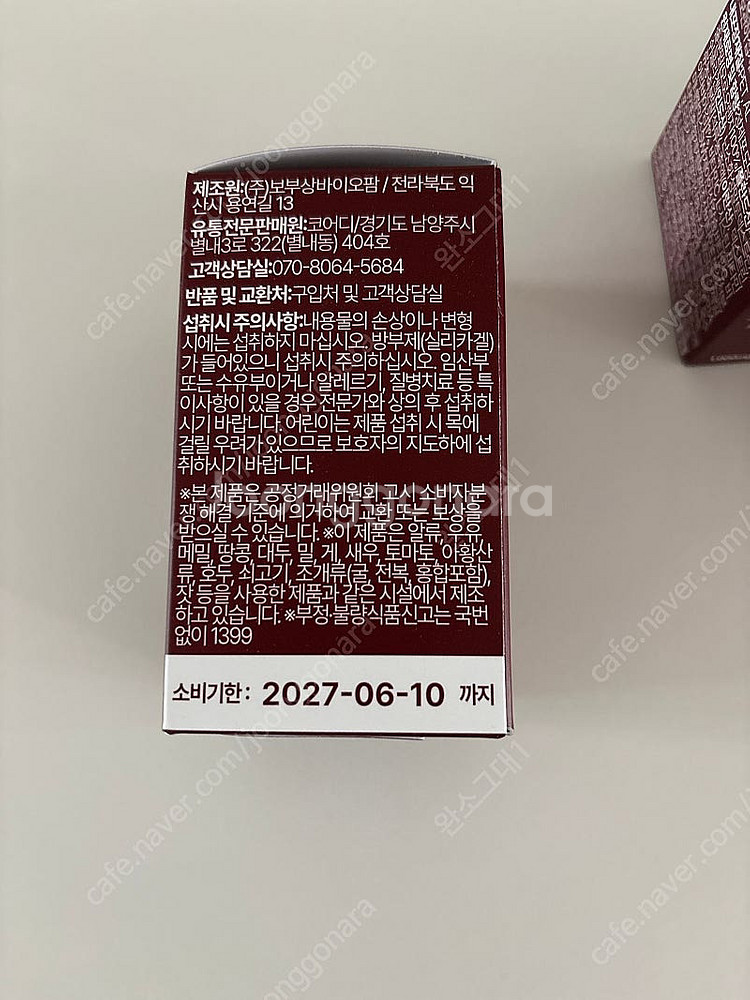 제조원:(주)보부상바이오팜 / 전라북도 익
산시 용연길 13
유통전문판매원:코어디/경기도 남양주시
별내3로 322(별내동) 404호
고객상담실:070-8064-5684
반품 및 교환처:구입처 및 고객상담실
섭취시 주의사항:내용물의 손상이나 변형
시에는 섭취하지 마십시오. 방부제(실리카겔)
가 들어있으니 섭취시 주의하십시오. 임산부
또는 수유부이거나 알레르기, 질병치료 등 특
이사항이 있을 경우 전문가와 상의 후 섭취하
시기 바랍니다. 어린이는 제품 섭취 시 목에
걸릴 우려가 있으므로 보호자의 지도하에 섭
취하시기 바랍니다.
※본 제품은 공정거래위원회 고시 소비자분
쟁해결 기준에 의거하여 교환 또는 보상을
받으실 수 있습니다. ※이 제품은 알류, 우유,
메밀, 땅콩, 대두, 밀, 게, 새우, 토마토, 아황산
류, 호두, 쇠고기, 조개류(굴, 전복, 홍합포함),
잣 등을 사용한 제품과 같은 시설에서 제조
하고 있습니다. ※부정·불량식품신고는 국번
없이 1399
소비기한 : 2027-06-10 까지
joonggonara
cafe.naver.com/joonggonara
완소그대1